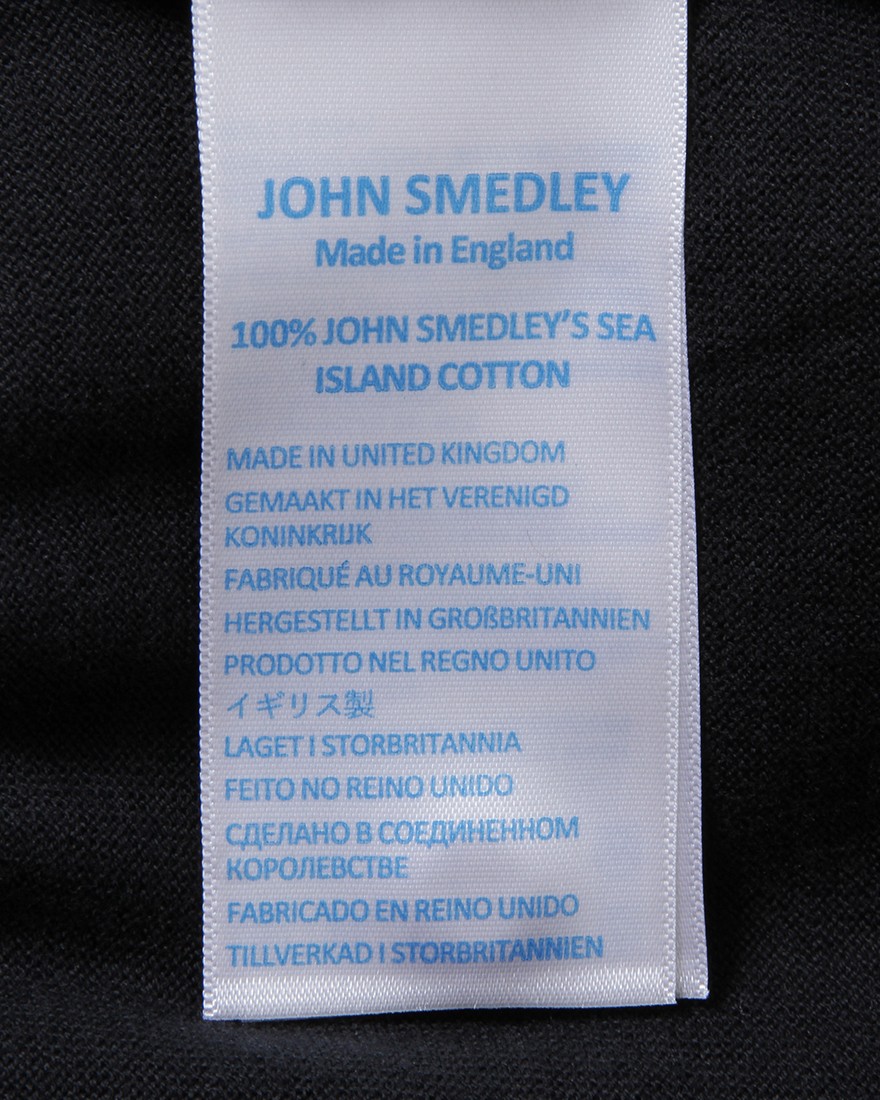 JOHN SMEDLEY
Made in England
100% JOHN SMEDLEY'S SEA
ISLAND COTTON
MADE IN UNITED KINGDOM
GEMAAKT IN HET VERENIGD
KONINKRIJK
FABRIQUÉ AU ROYAUME-UNI
HERGESTELLT IN GROßBRITANNIEN
PRODOTTO NEL REGNO UNITO
イギリス製
LAGET I STORBRITANNIA
FEITO NO REINO UNIDO
СДЕЛАНО В СОЕДИНЕННОМ
КОРОЛЕВСТВЕ
FABRICADO EN REINO UNIDO
TILLVERKAD I STORBRITANNIEN